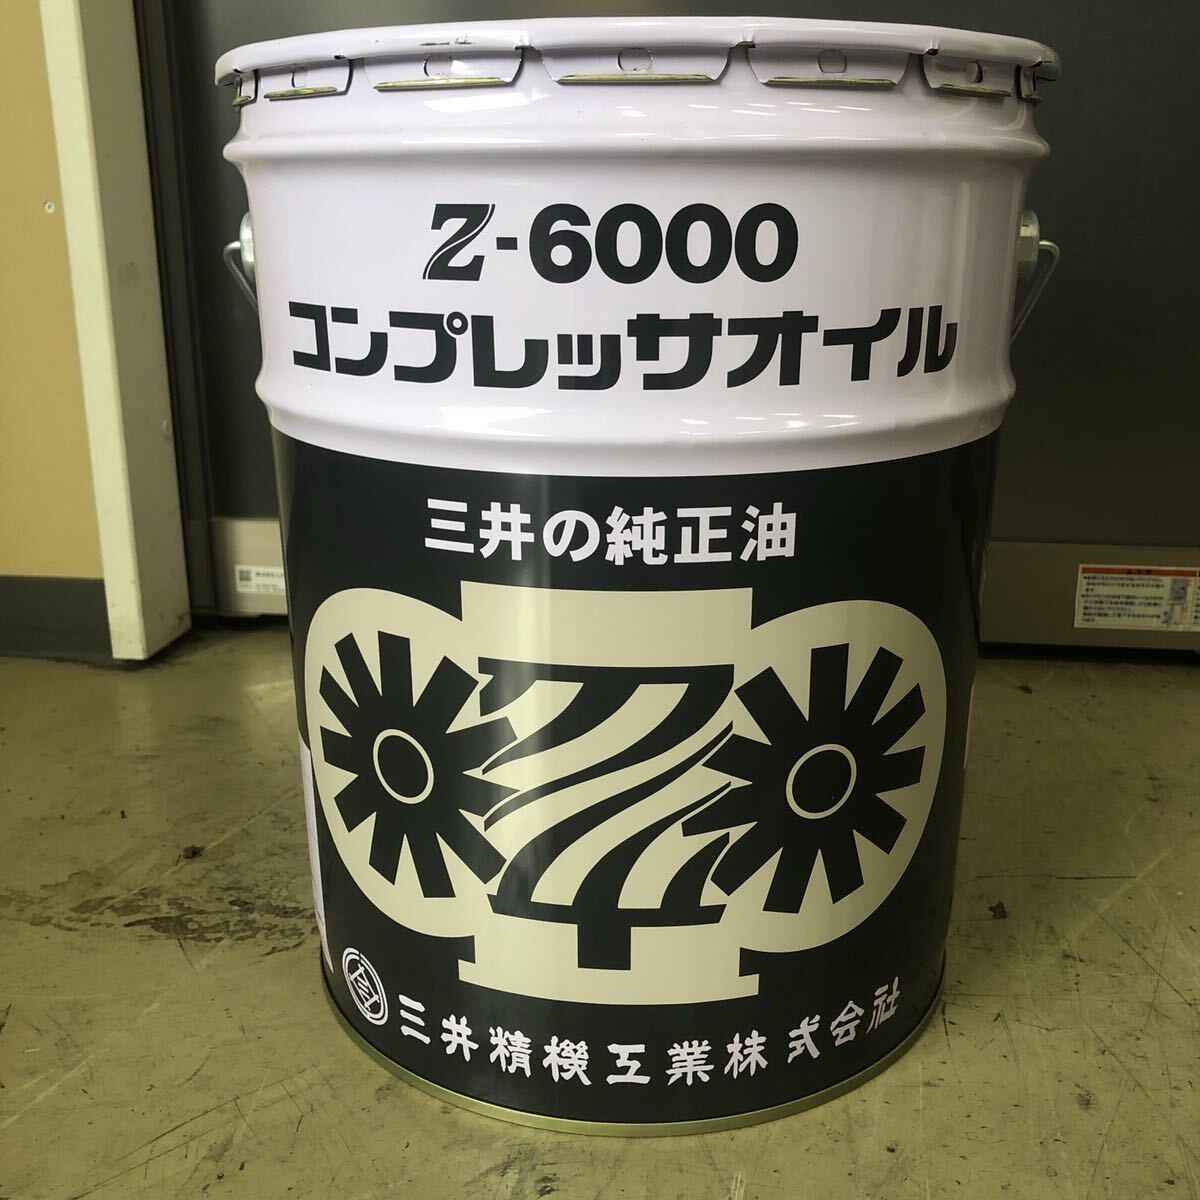 Z-6000
コンプレッサオイル
三井の純正油
三井精機工業株式会社